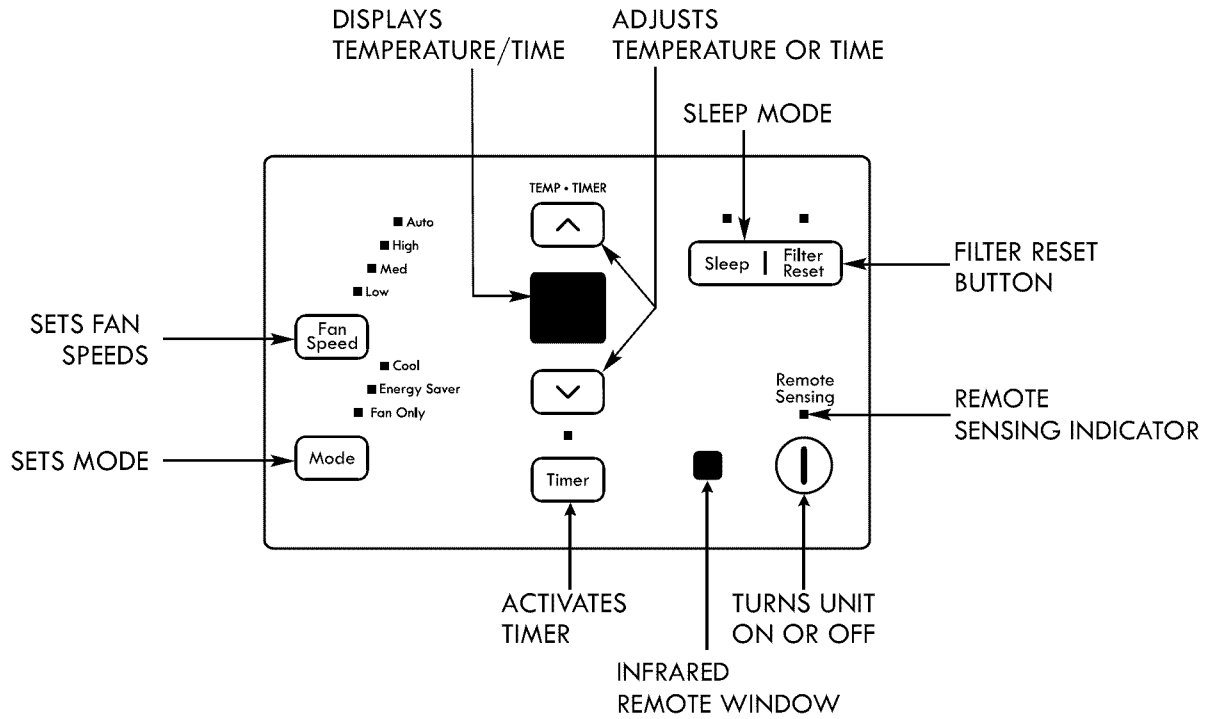 DISPLAYS
TEMPERATURE/TIME
ADJUSTS
TEMPERATURE OR TIME
SLEEP MODE
TEMP • TIMER
Auto
High
Med
Low
Sleep | Filter
Reset
FILTER RESET
BUTTON
SETS FAN
SPEEDS
Fan
Speed
Cool
Energy Saver
Fan Only
Remote
Sensing
REMOTE
SENSING INDICATOR
SETS MODE
Mode
Timer
ACTIVATES
TIMER
TURNS UNIT
ON OR OFF
INFRARED
REMOTE WINDOW